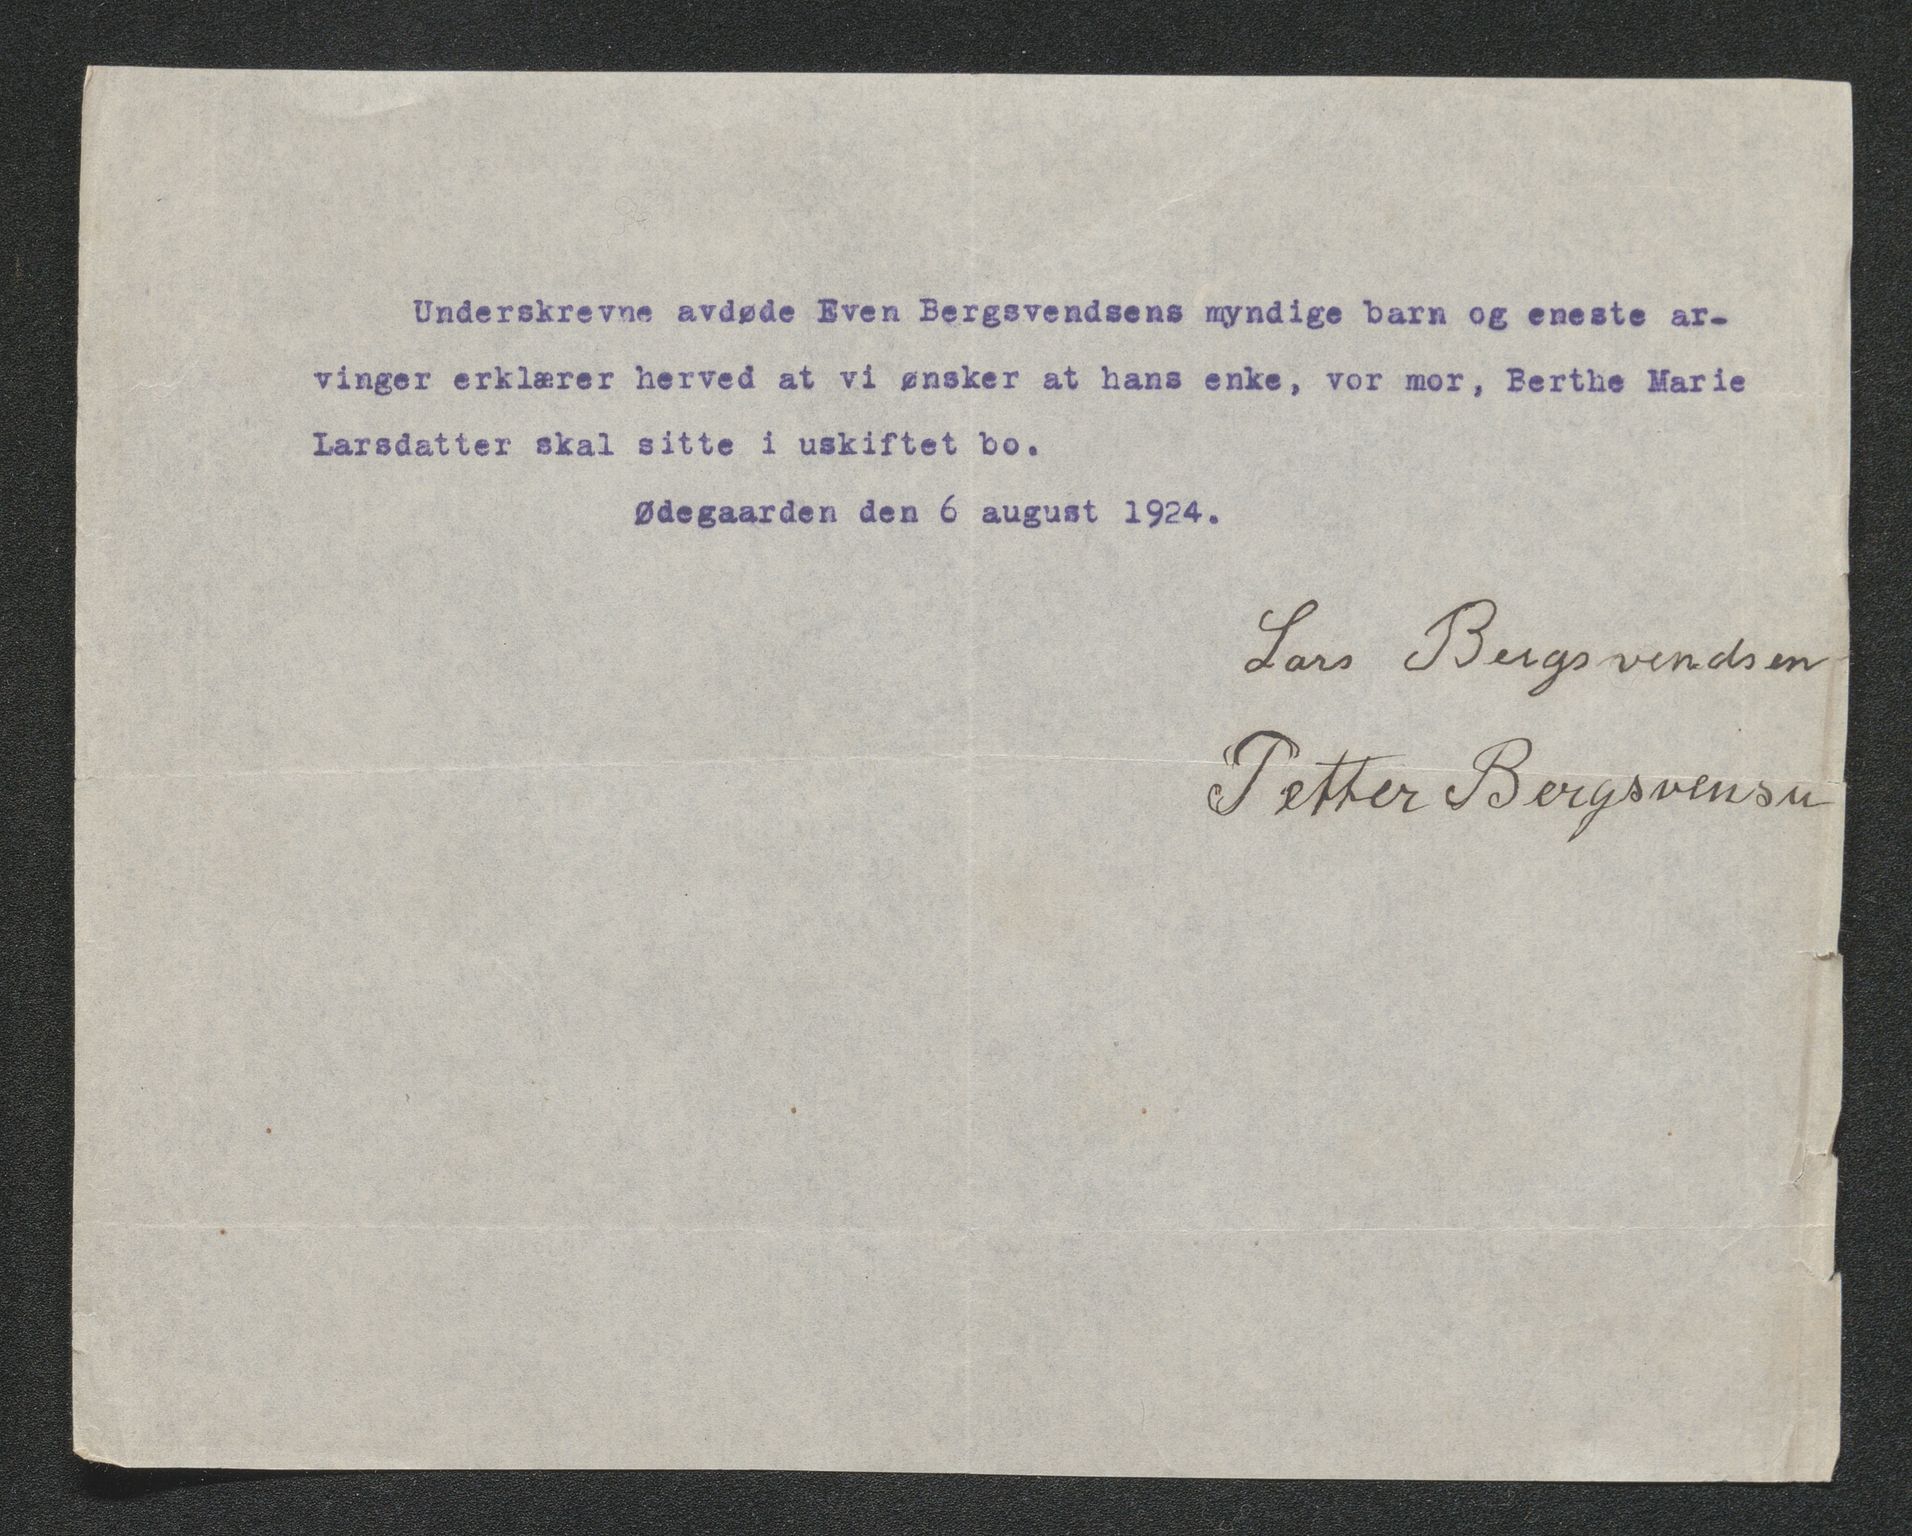 Underskrevne avdøde Even Bergsvendsens myndige barn og eneste ar-
vinger erklærer herved at vi ønsker at hans enke, vor mor, Berthe Marie
Larsdatter skal sitte i uskiftet bo.
Ødegaarden den 6 august 1924.
Lars Bergsvendsen
Petter Bergsvensen